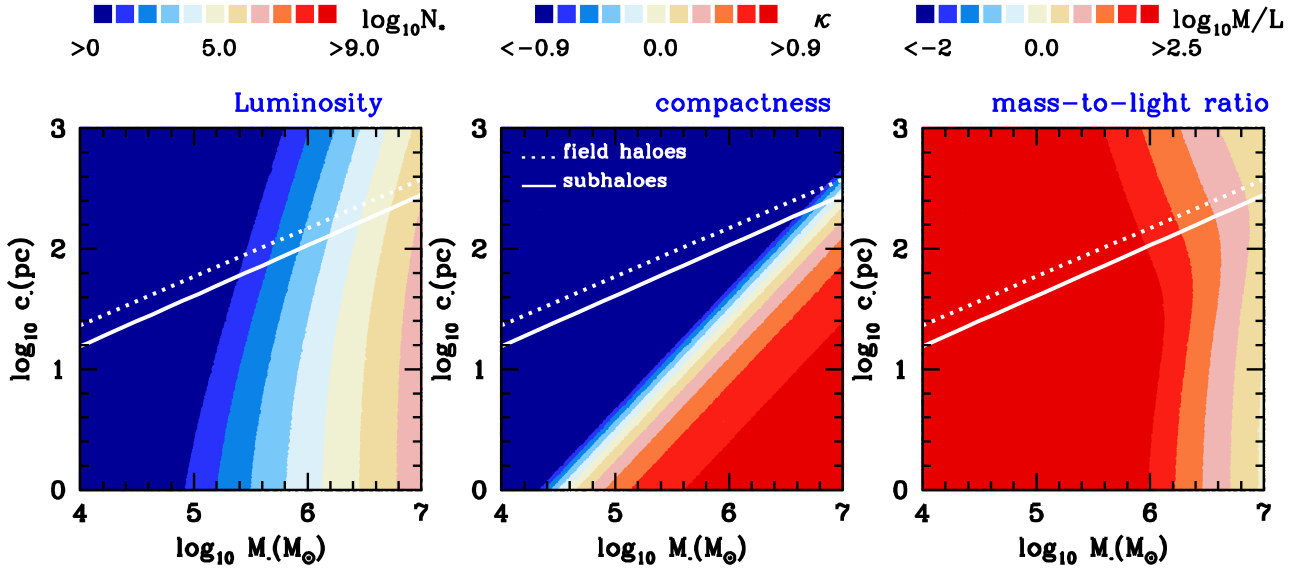 log₁₀N* κ log₁₀M/L
>0 5.0 >9.0 <-0.9 0.0 >0.9 <-2 0.0 >2.5
Luminosity compactness mass-to-light ratio
field haloes
subhaloes
3 3 3
2 2 2
1 1 1
0 0 0
log₁₀ c.(pc) log₁₀ c.(pc) log₁₀ c.(pc)
4 5 6 7 4 5 6 7 4 5 6 7
log₁₀ M.(M⊙) log₁₀ M.(M⊙) log₁₀ M.(M⊙)